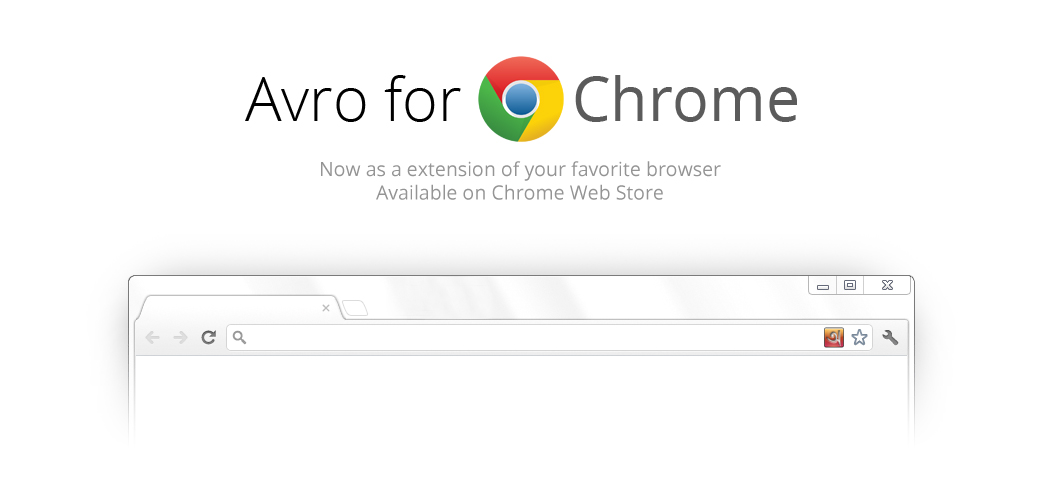 Avro for Chrome
Now as a extension of your favorite browser
Available on Chrome Web Store